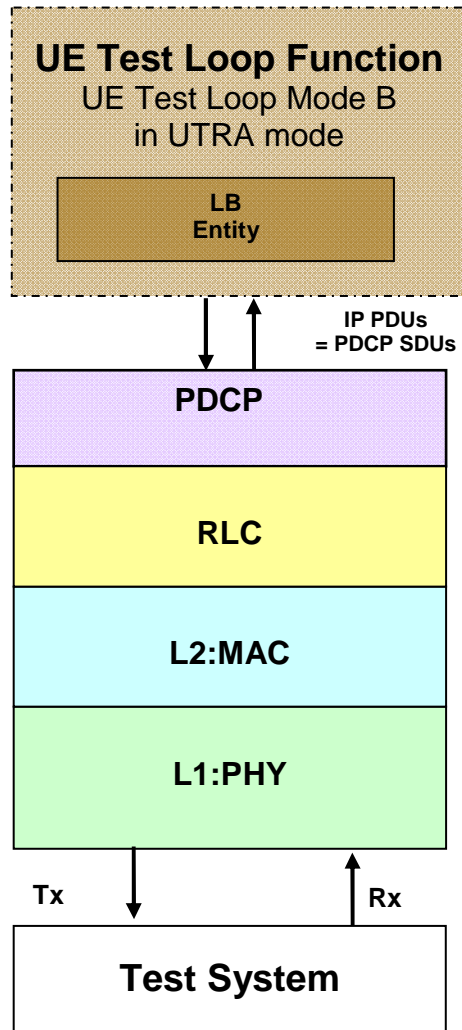 UE Test Loop Function
UE Test Loop Mode B
in UTRA mode
LB
Entity
IP PDUs
= PDCP SDUs
PDCP
RLC
L2:MAC
L1:PHY
Tx
Rx
Test System